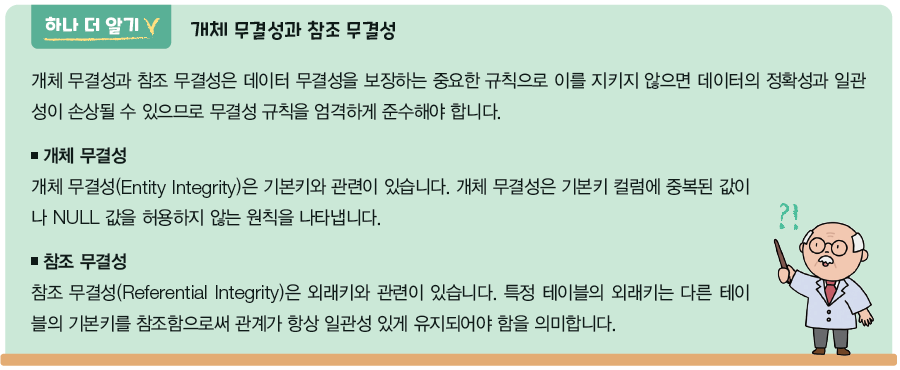 하나 더 알기
개체 무결성과 참조 무결성
개체 무결성과 참조 무결성은 데이터 무결성을 보장하는 중요한 규칙으로 이를 지키지 않으면 데이터의 정확성과 일관
성이 손상될 수 있으므로 무결성 규칙을 엄격하게 준수해야 합니다.
■ 개체 무결성
개체 무결성(Entity Integrity)은 기본키와 관련이 있습니다. 개체 무결성은 기본키 컬럼에 중복된 값이
나 NULL 값을 허용하지 않는 원칙을 나타냅니다.
?!
■ 참조 무결성
참조 무결성(Referential Integrity)은 외래키와 관련이 있습니다. 특정 테이블의 외래키는 다른 테이
블의 기본키를 참조함으로써 관계가 항상 일관성 있게 유지되어야 함을 의미합니다.